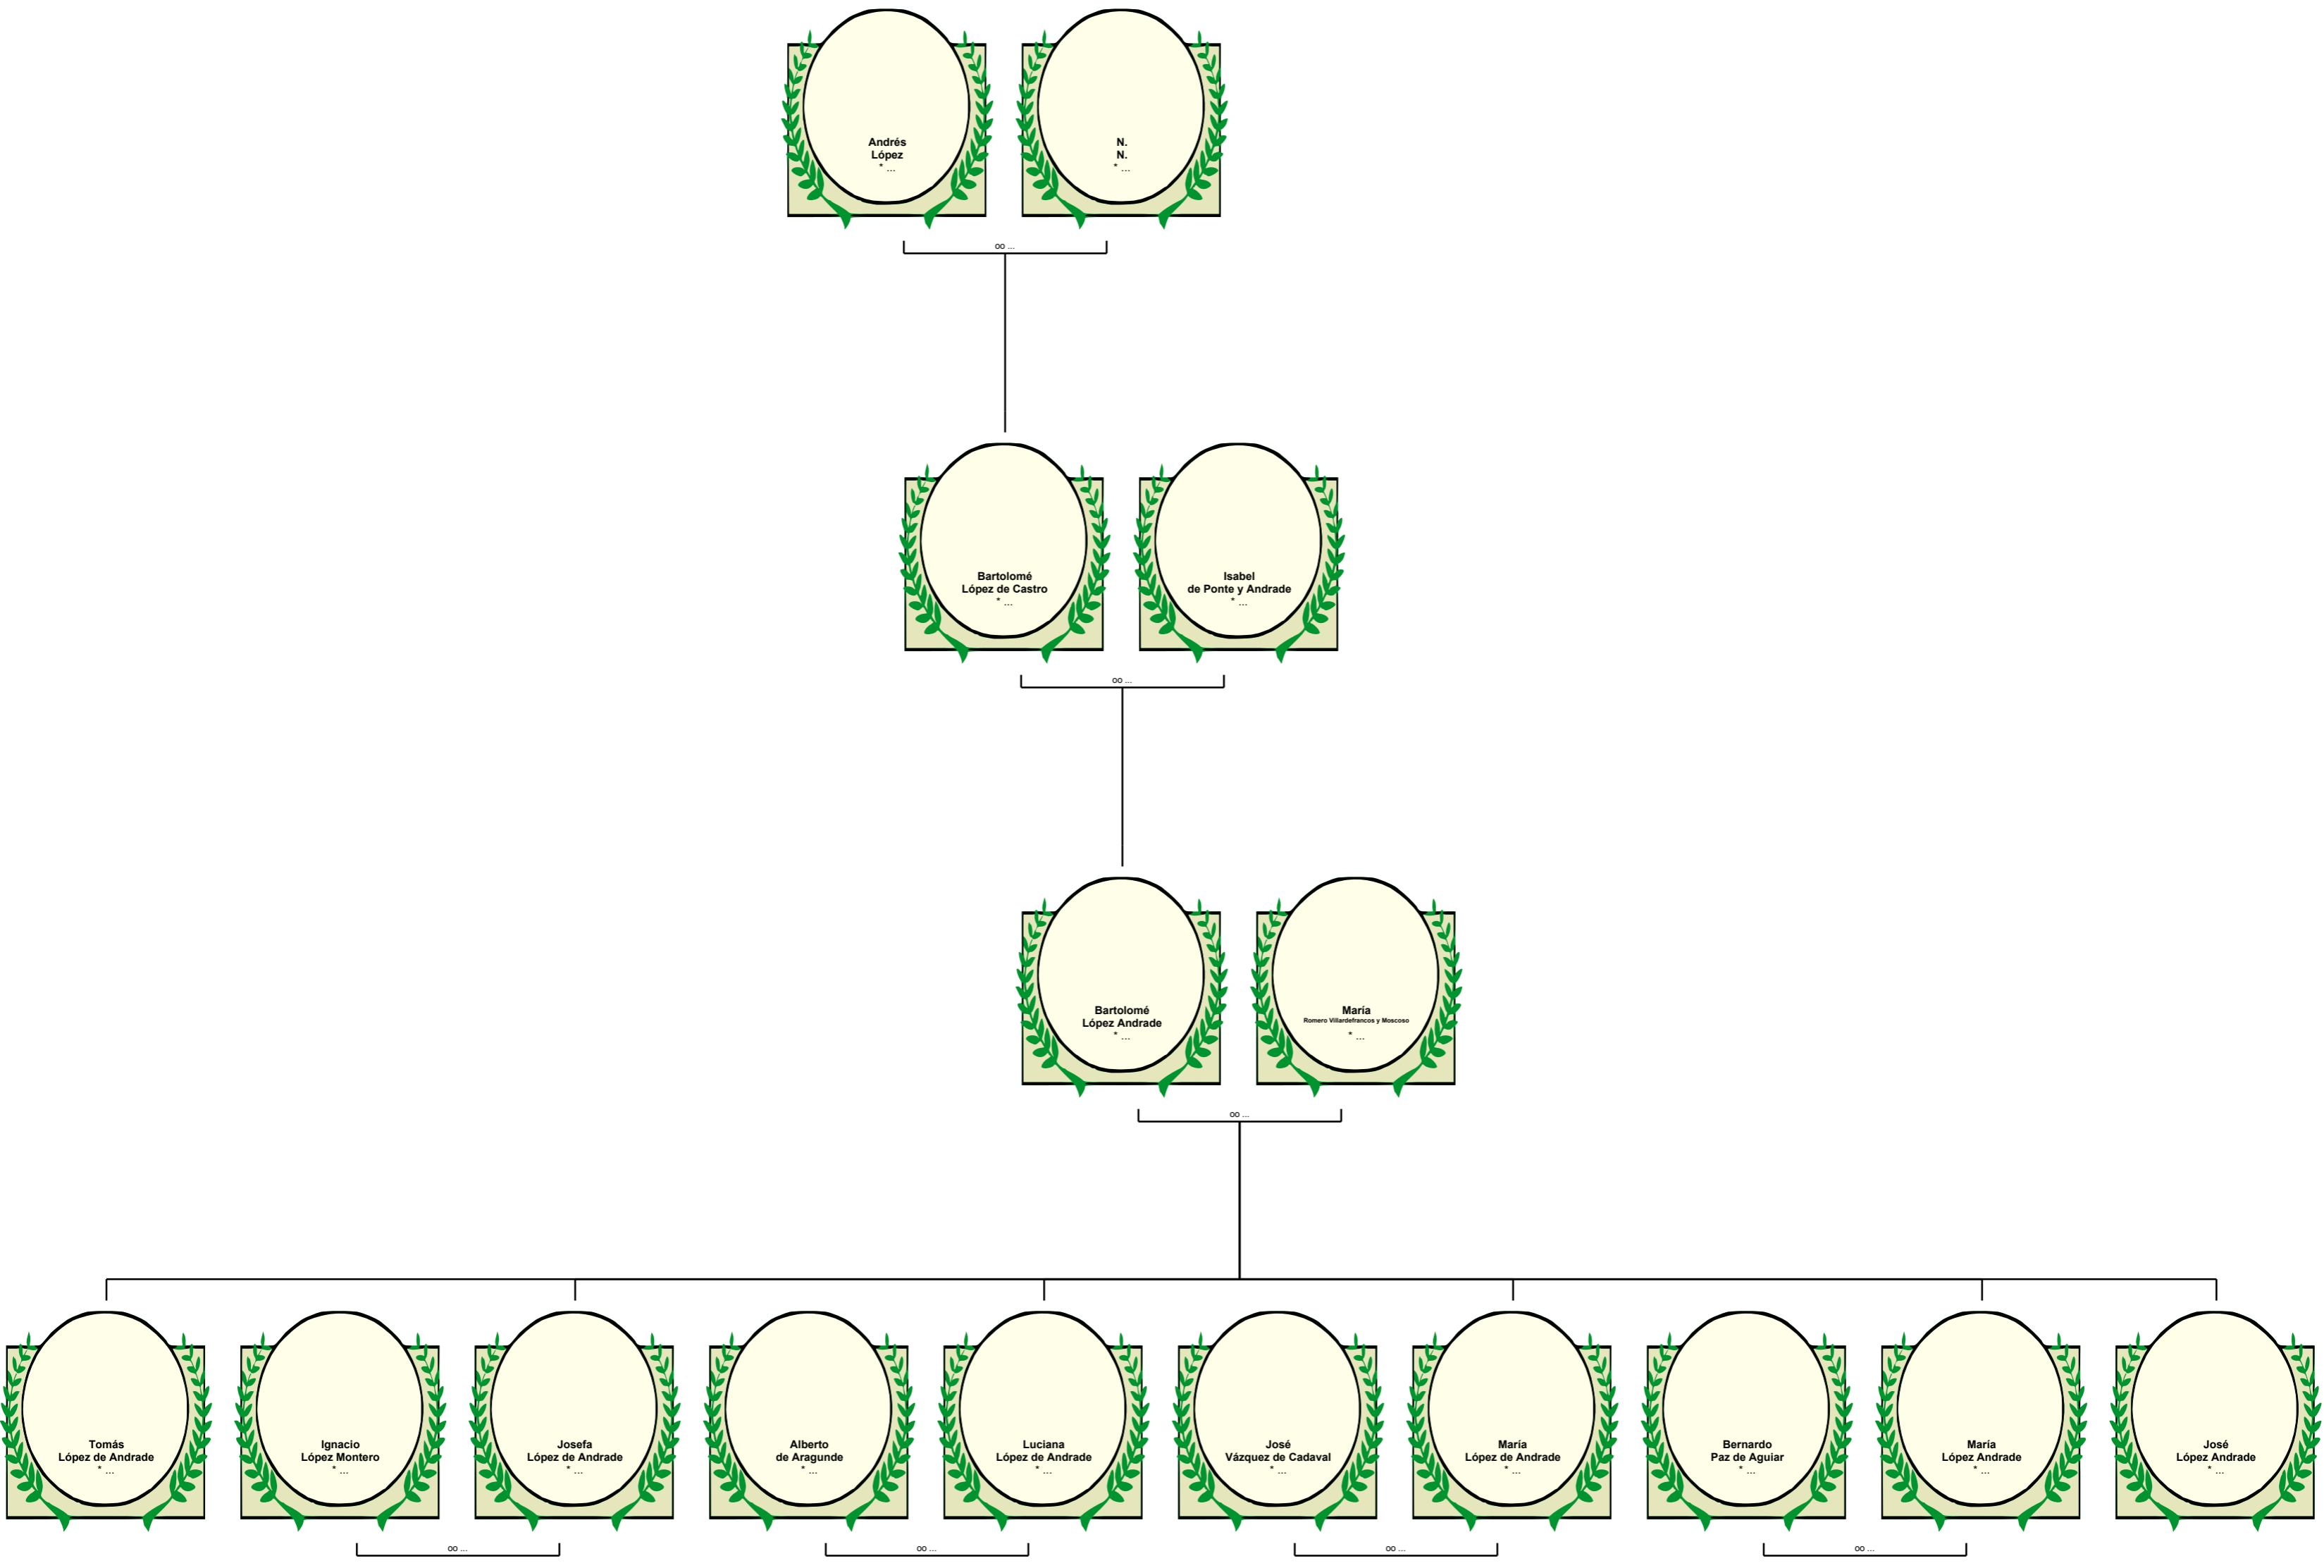 Andrés
López
* ...
N.
N.
* ...
oo ...
Bartolomé
López de Castro
* ...
Isabel
de Ponte y Andrade
* ...
oo ...
Bartolomé
López Andrade
* ...
María
Romero Villardefrancos y Moscoso
* ...
oo ...
Tomás
López de Andrade
* ...
Ignacio
López Montero
* ...
Josefa
López de Andrade
* ...
Alberto
de Aragunde
* ...
Luciana
López de Andrade
* ...
José
Vázquez de Cadaval
* ...
María
López de Andrade
* ...
Bernardo
Paz de Aguiar
* ...
María
López Andrade
* ...
José
López Andrade
* ...
oo ...
oo ...
oo ...
oo ...